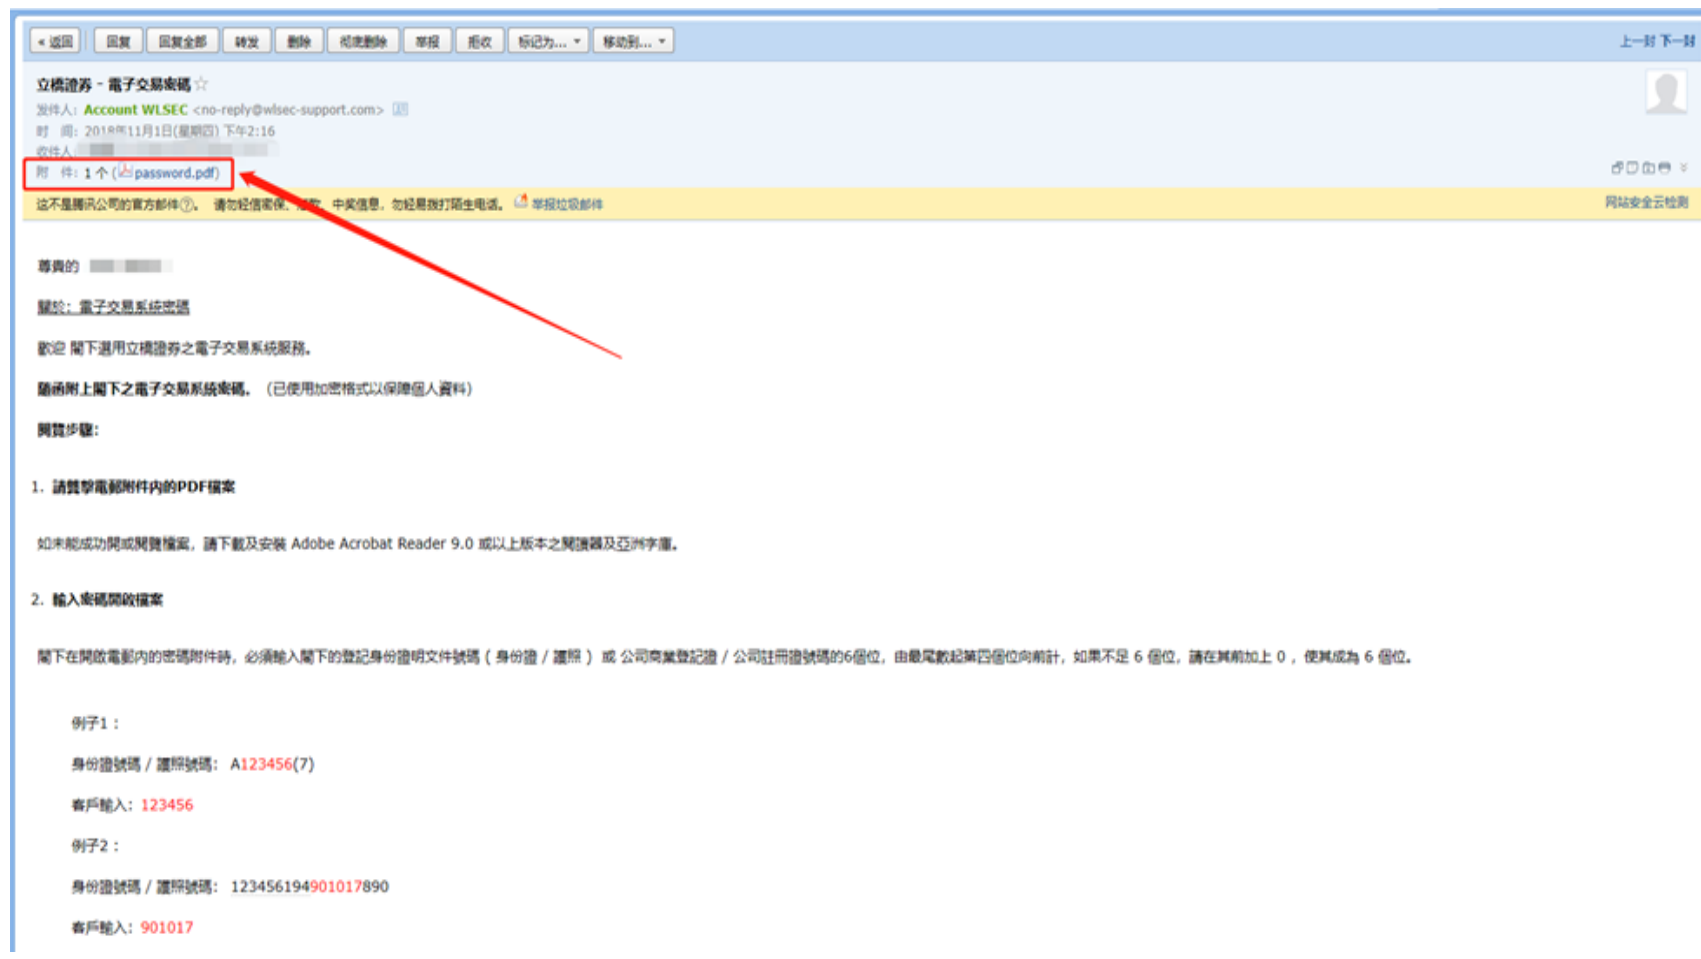 « 返回 回复 回复全部 转发 删除 彻底删除 举报 拒收 标记为... 移动到... 上一封 下一封
立橋證券 - 電子交易密碼☆
发件人: Account WLSEC <no-reply@wlsec-support.com>
时 间: 2018年11月1日(星期四) 下午2:16
收件人:
附 件: 1 个 (password.pdf)
这不是腾讯公司的官方邮件?。 请勿轻信密保、 中奖信息, 勿轻易拨打陌生电话。 举报垃圾邮件 网站安全云检测
尊貴的
關於: 電子交易系統密碼
歡迎 閣下選用立橋證券之電子交易系統服務。
隨函附上閣下之電子交易系統密碼。 (已使用加密格式以保障個人資料)
閱覽步驟:
1. 請雙擊電郵附件内的PDF檔案
如未能成功開或閱覽檔案, 請下載及安裝 Adobe Acrobat Reader 9.0 或以上版本之閱讀器及亞洲字庫。
2. 輸入密碼開啟檔案
閣下在開啟電郵内的密碼附件時, 必須輸入閣下的登記身份證明文件號碼 ( 身份證 / 護照 ) 或 公司商業登記證 / 公司註冊證號碼的6個位, 由最尾數起第四個位向前計, 如果不足 6 個位, 請在其前加上 0 , 使其成為 6 個位。
例子1 :
身份證號碼 / 護照號碼: A123456(7)
客戶輸入: 123456
例子2 :
身份證號碼 / 護照號碼: 123456194901017890
客戶輸入: 901017